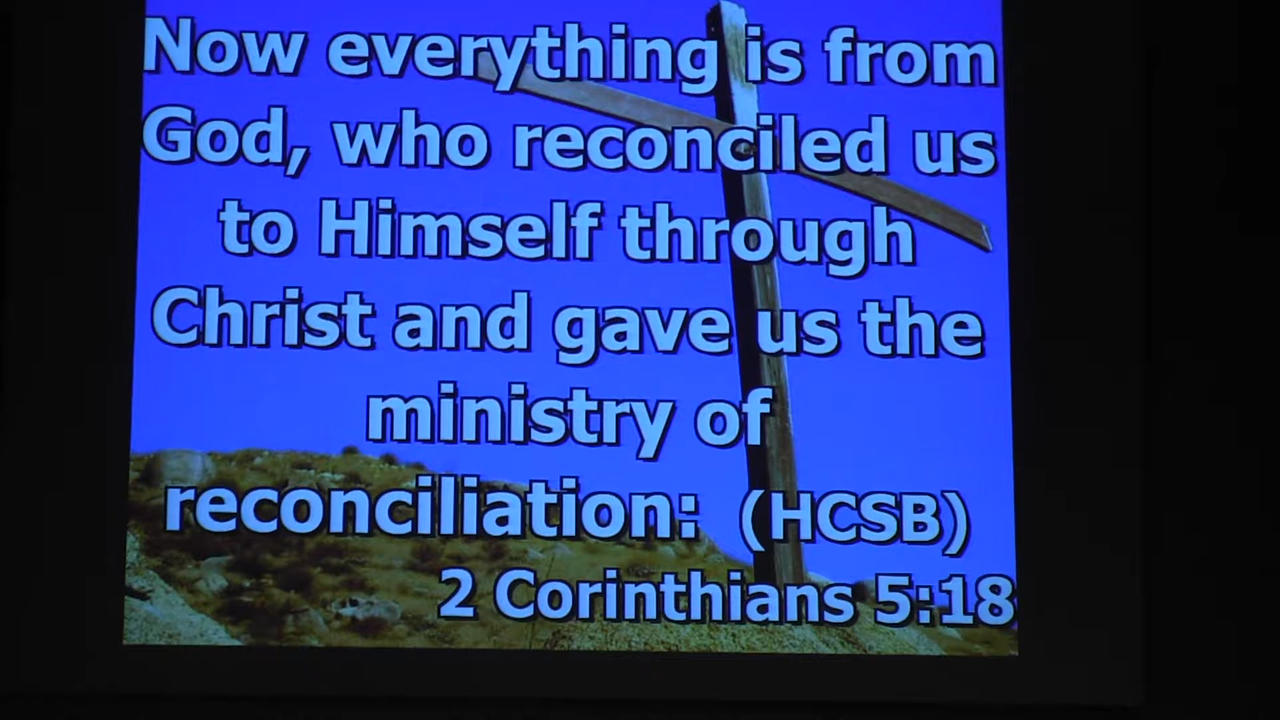 Now everything is from
God, who reconciled us
to Himself through
Christ and gave us the
ministry of
reconciliation: (HCSB)
2 Corinthians 5:18